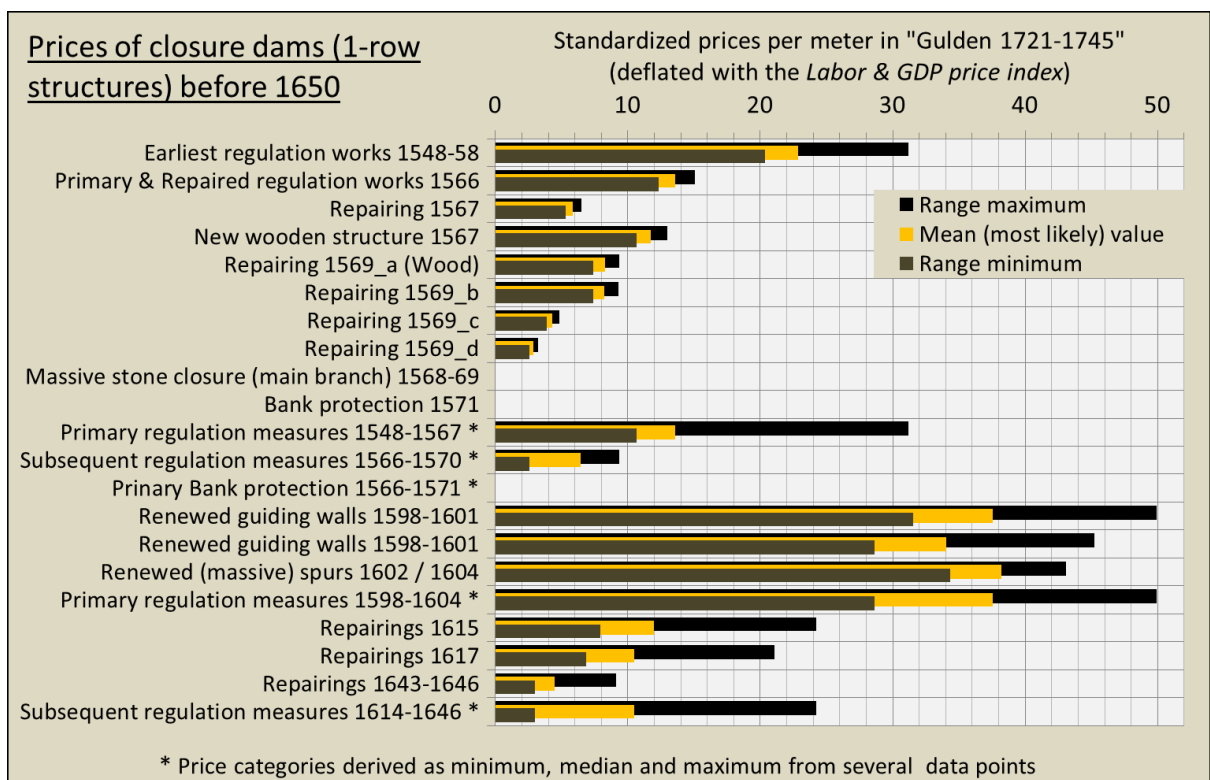 Prices of closure dams (1-row
structures) before 1650
Standardized prices per meter in "Gulden 1721-1745"
(deflated with the Labor & GDP price index)
0 10 20 30 40 50
Earliest regulation works 1548-58
Primary & Repaired regulation works 1566
Repairing 1567
New wooden structure 1567
Repairing 1569_a (Wood)
Repairing 1569_b
Repairing 1569_c
Repairing 1569_d
Massive stone closure (main branch) 1568-69
Bank protection 1571
Primary regulation measures 1548-1567 *
Subsequent regulation measures 1566-1570 *
Prinary Bank protection 1566-1571 *
Renewed guiding walls 1598-1601
Renewed guiding walls 1598-1601
Renewed (massive) spurs 1602 / 1604
Primary regulation measures 1598-1604 *
Repairings 1615
Repairings 1617
Repairings 1643-1646
Subsequent regulation measures 1614-1646 *
Range maximum
Mean (most likely) value
Range minimum
* Price categories derived as minimum, median and maximum from several data points